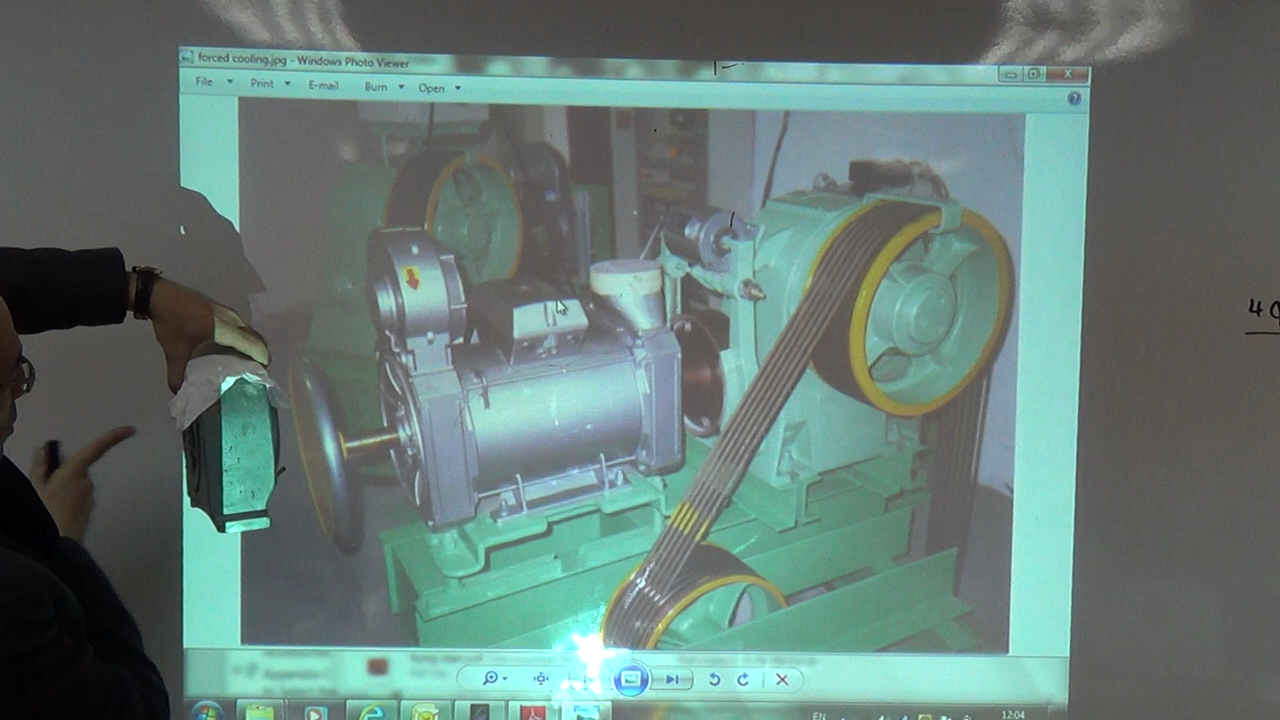 forced cooling.jpg - Windows Photo Viewer
File Print E-mail Burn Open
EN 12:04